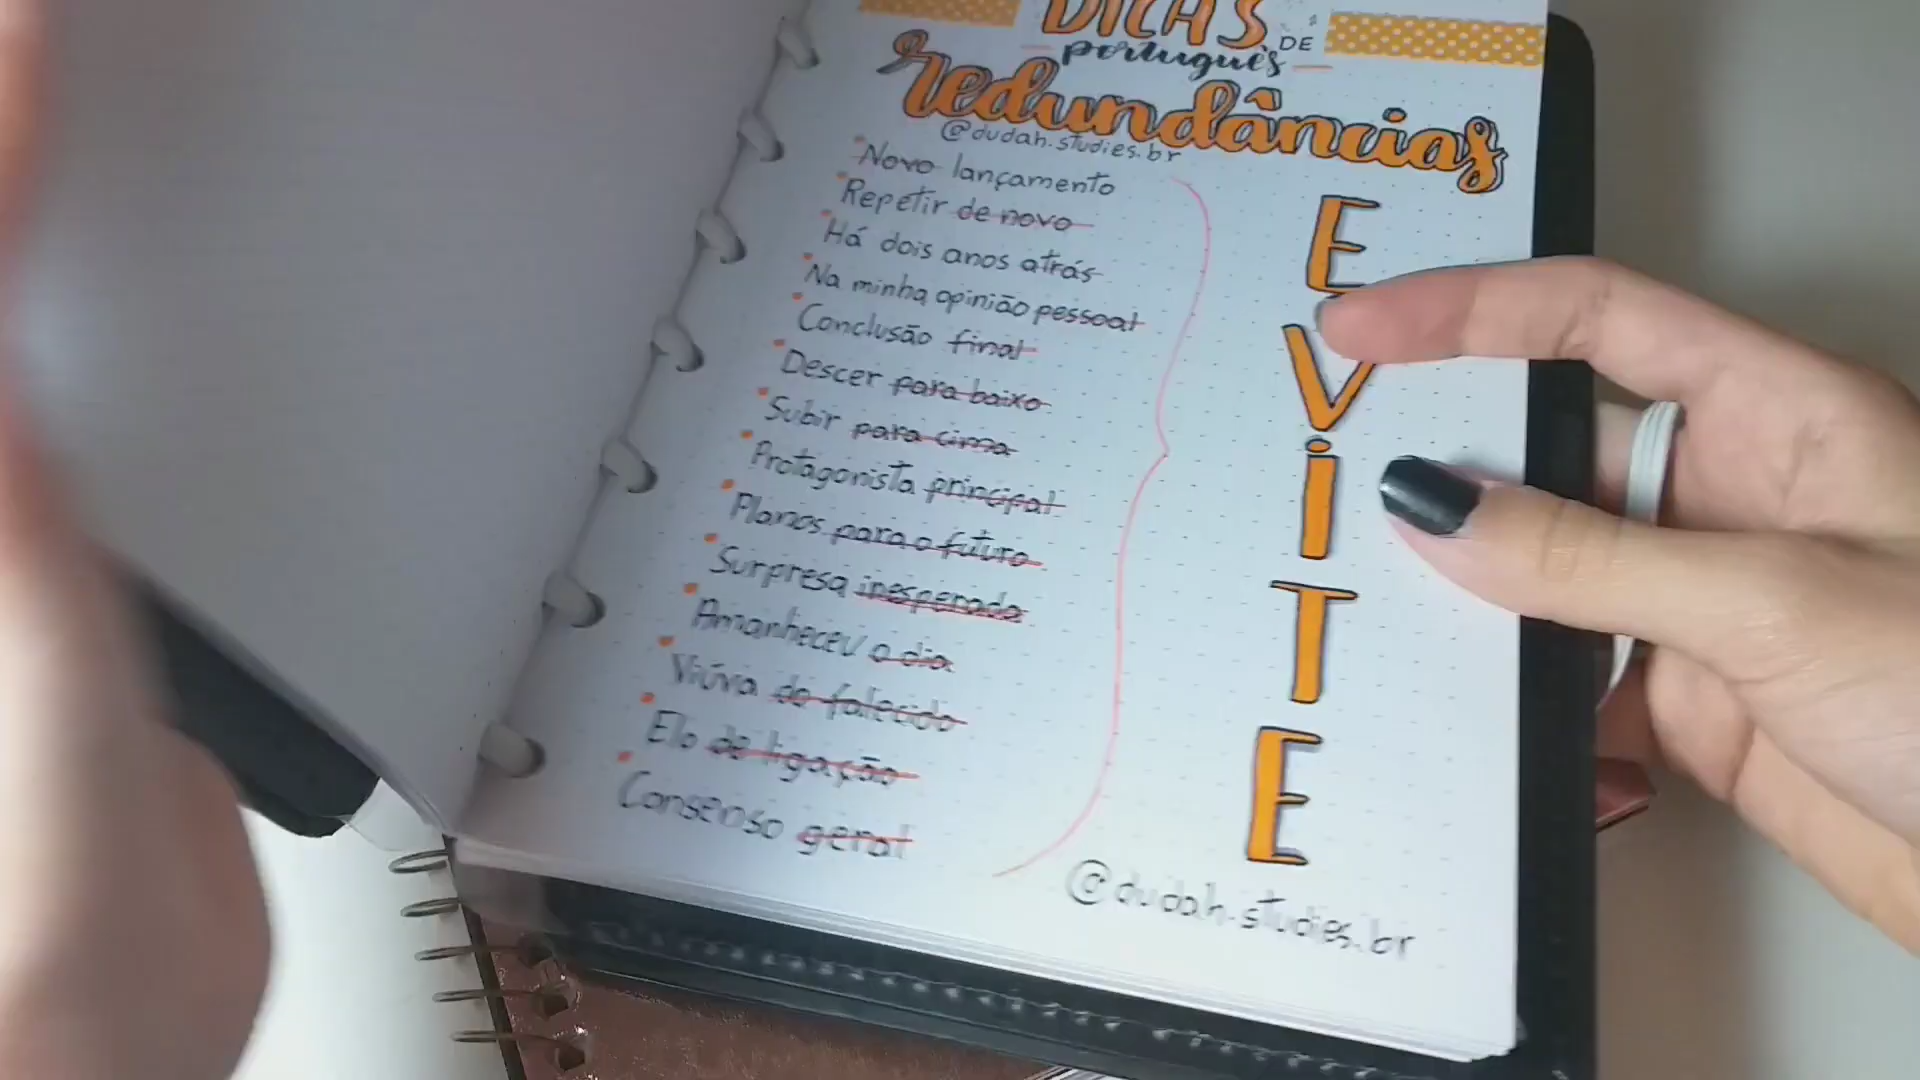 DICAS DE
português
redundâncias
@dudah.studies.br
Novo lançamento
Repetir de novo
Há dois anos atrás
Na minha opinião pessoal
Conclusão final
Descer para baixo
Subir para cima
Protagonista principal
Planos para o futuro
Surpresa inesperada
Amanheceu o dia
Viúva do falecido
Elo de ligação
Consenso geral
EViTE
@dudah.studies.br